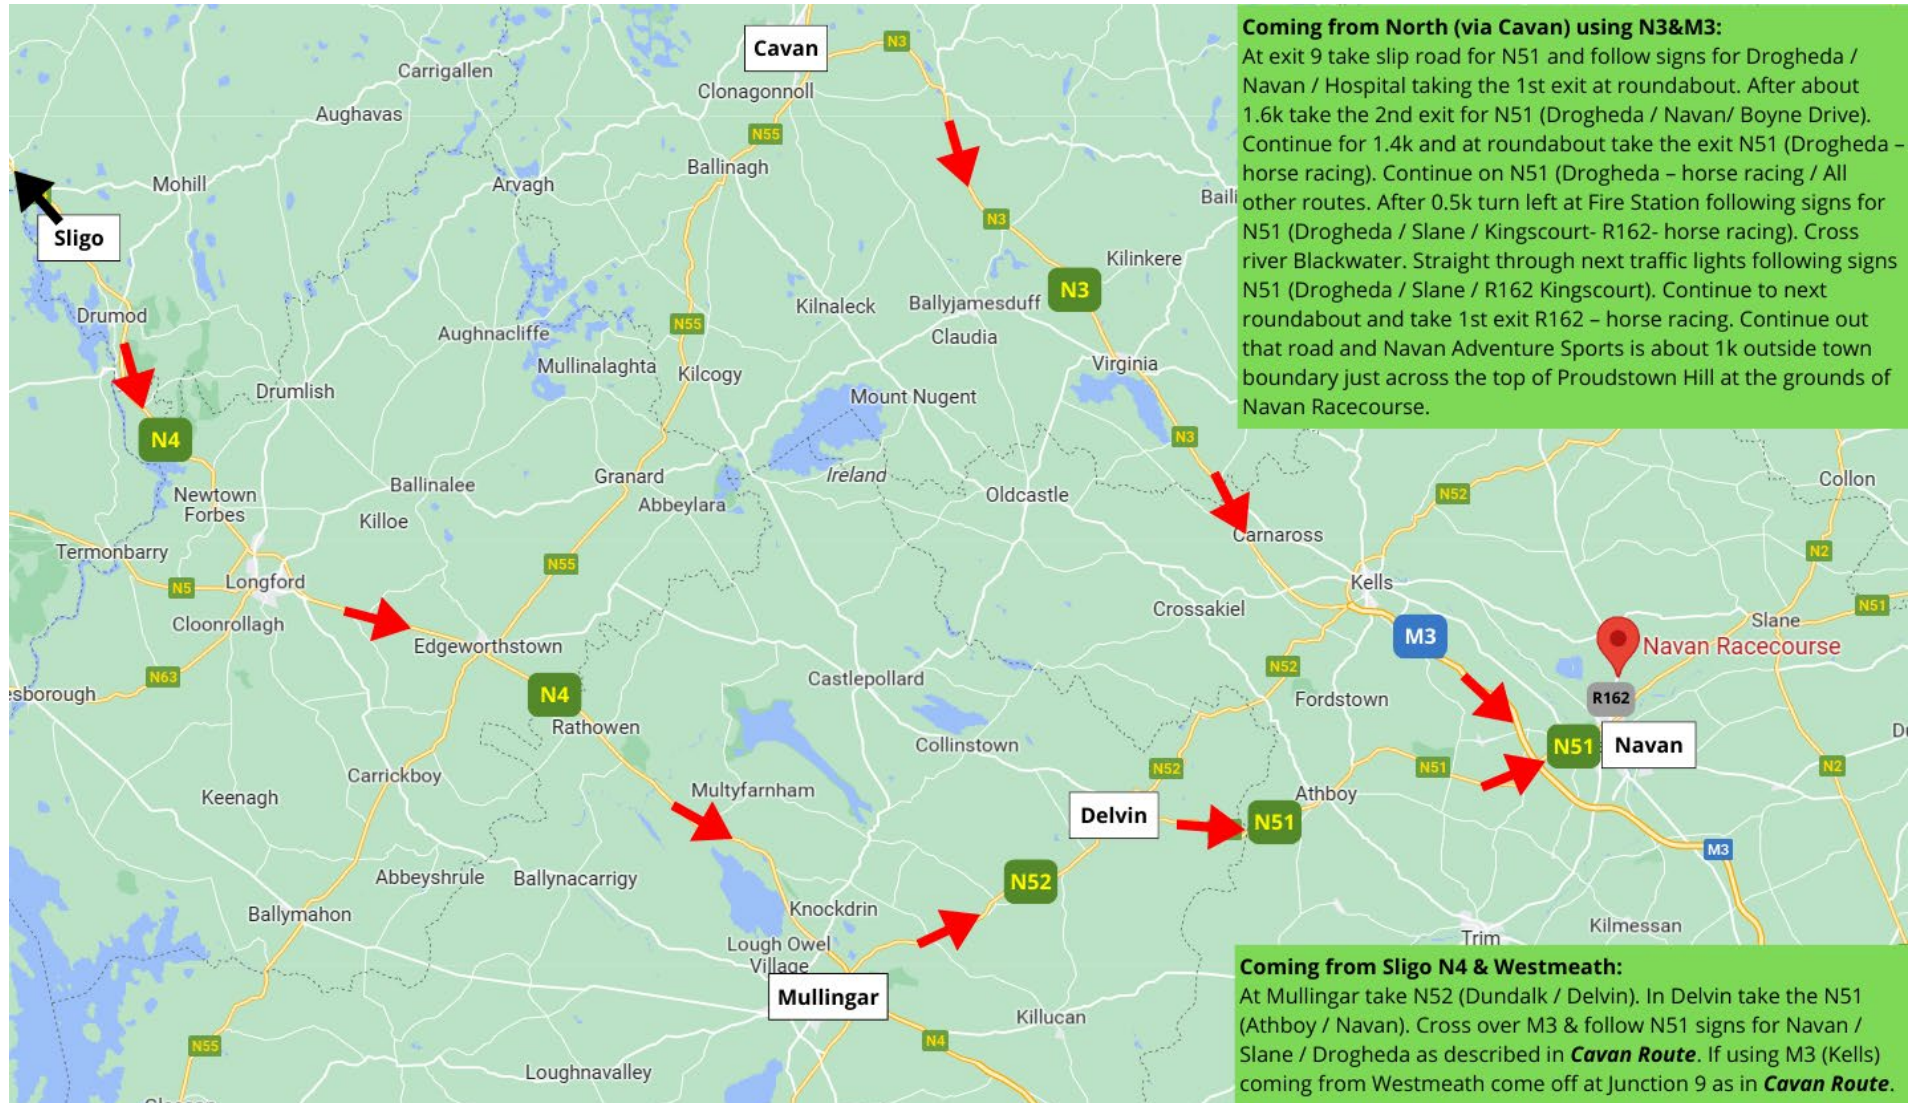 Cavan
N3
Carrigallen
Clonagonnoll
Aughavas
N55
Ballinagh
Mohill
Arvagh
Sligo
N3
Kilinkere
N3
Drumod
Kilnaleck
Ballyjamesduff
N55
Aughnacliffe
Claudia
Mullinalaghta
Kilcogy
Virginia
Drumlish
Mount Nugent
N4
N3
Ireland
Granard
Ballinalee
Newtown
Forbes
Abbeylara
Oldcastle
N52
Collon
Killoe
Carnaross
Termonbarry
N2
N55
N5
Longford
Kells
Crossakiel
N51
Slane
Cloonrollagh
M3
Edgeworthstown
Navan Racecourse
N52
N63
Castlepollard
esborough
N4
Fordstown
R162
Rathowen
Collinstown
N51
Navan
N52
N51
N2
Carrickboy
Multyfarnham
Keenagh
Athboy
Delvin
N51
M3
Abbeyshrule
Ballynacarrigy
N52
Knockdrin
Ballymahon
Kilmessan
Trim
Lough Owel
Village
Mullingar
Killucan
N55
N4
Loughnavalley
Baili
Coming from North (via Cavan) using N3&M3:
At exit 9 take slip road for N51 and follow signs for Drogheda /
Navan / Hospital taking the 1st exit at roundabout. After about
1.6k take the 2nd exit for N51 (Drogheda / Navan/ Boyne Drive).
Continue for 1.4k and at roundabout take the exit N51 (Drogheda –
horse racing). Continue on N51 (Drogheda – horse racing / All
other routes. After 0.5k turn left at Fire Station following signs for
N51 (Drogheda / Slane / Kingscourt- R162- horse racing). Cross
river Blackwater. Straight through next traffic lights following signs
N51 (Drogheda / Slane / R162 Kingscourt). Continue to next
roundabout and take 1st exit R162 – horse racing. Continue out
that road and Navan Adventure Sports is about 1k outside town
boundary just across the top of Proudstown Hill at the grounds of
Navan Racecourse.
Coming from Sligo N4 & Westmeath:
At Mullingar take N52 (Dundalk / Delvin). In Delvin take the N51
(Athboy / Navan). Cross over M3 & follow N51 signs for Navan /
Slane / Drogheda as described in Cavan Route. If using M3 (Kells)
coming from Westmeath come off at Junction 9 as in Cavan Route.